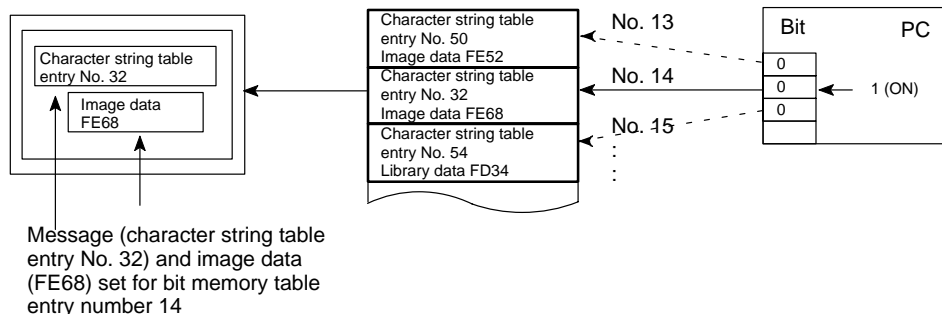 Character string table
entry No. 32
Image data
FE68
Message (character string table
entry No. 32) and image data
(FE68) set for bit memory table
entry number 14
Character string table
entry No. 50
Image data FE52
Character string table
entry No. 32
Image data FE68
Character string table
entry No. 54
Library data FD34
No. 13
No. 14
No. 15
Bit
PC
0
0
0
1 (ON)